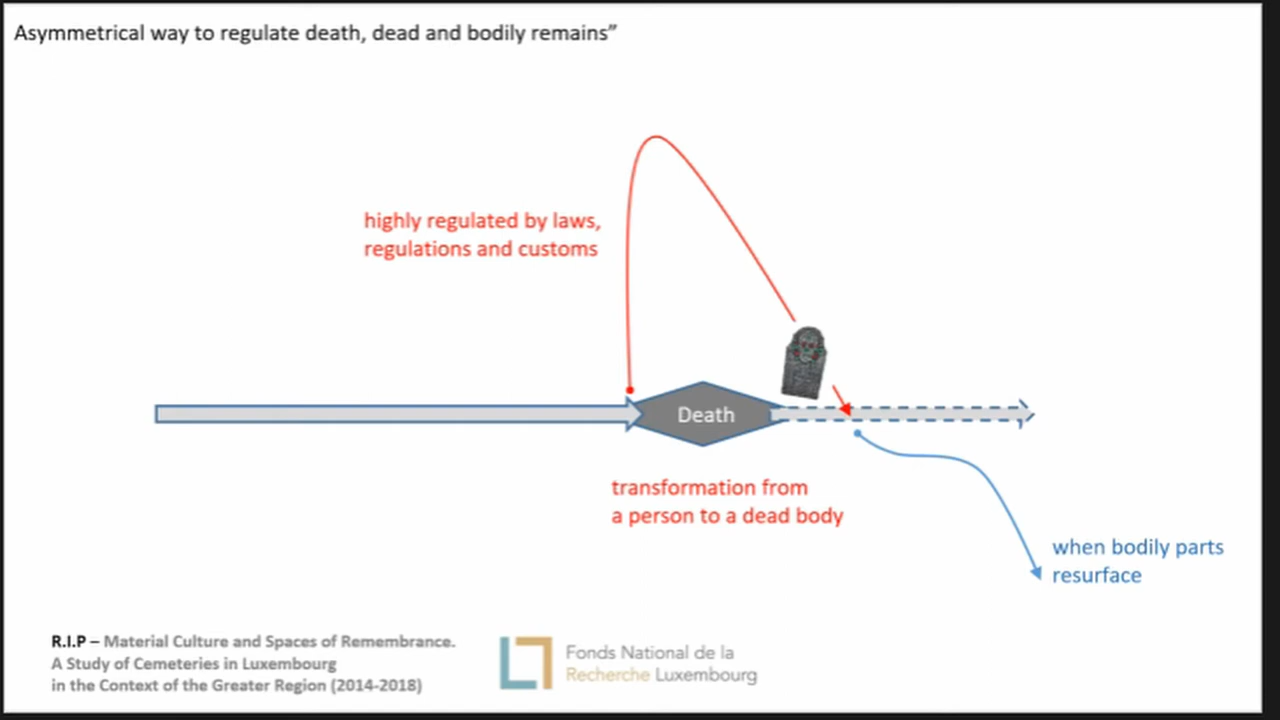 Asymmetrical way to regulate death, dead and bodily remains”
highly regulated by laws,
regulations and customs
Death
transformation from
a person to a dead body
when bodily parts
resurface
R.I.P – Material Culture and Spaces of Remembrance.
A Study of Cemeteries in Luxembourg
in the Context of the Greater Region (2014-2018)
Fonds National de la
Recherche Luxembourg